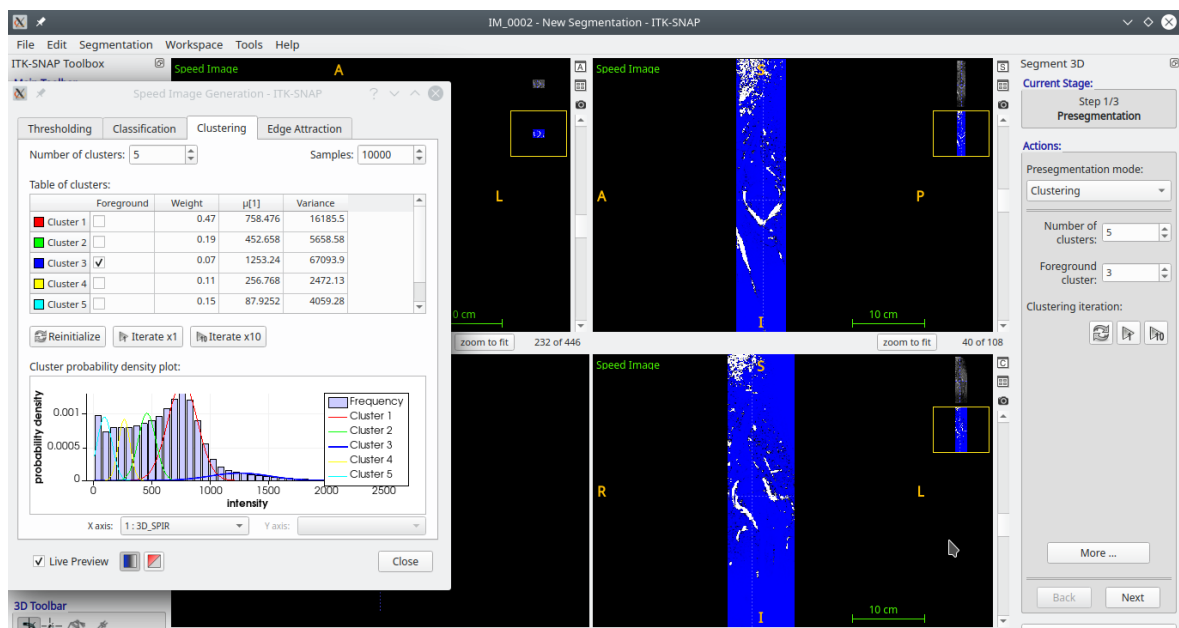 IM_0002 - New Segmentation - ITK-SNAP
File Edit Segmentation Workspace Tools Help
ITK-SNAP Toolbox
Speed Image Generation - ITK-SNAP
Thresholding Classification Clustering Edge Attraction
Number of clusters: 5 Samples: 10000
Table of clusters:
Foreground Weight μ[1] Variance
Cluster 1 0.47 758.476 16185.5
Cluster 2 0.19 452.658 5658.58
Cluster 3 0.07 1253.24 67093.9
Cluster 4 0.11 256.768 2472.13
Cluster 5 0.15 87.9252 4059.28
Reinitialize Iterate x1 Iterate x10
Cluster probability density plot:
probability density
0.001
0.0005
0
0 500 1000 1500 2000 2500
intensity
Frequency
Cluster 1
Cluster 2
Cluster 3
Cluster 4
Cluster 5
X axis: 1 : 3D_SPIR Y axis:
Live Preview Close
3D Toolbar
Speed Image
A
L
A
0 cm
zoom to fit 232 of 446
Speed Image
S
A
P
I
10 cm
S
zoom to fit 40 of 108
Speed Image
S
R
L
I
10 cm
C
Segment 3D
Current Stage:
Step 1/3
Presegmentation
Actions:
Presegmentation mode:
Clustering
Number of
clusters: 5
Foreground
cluster: 3
Clustering iteration:
More ...
Back Next